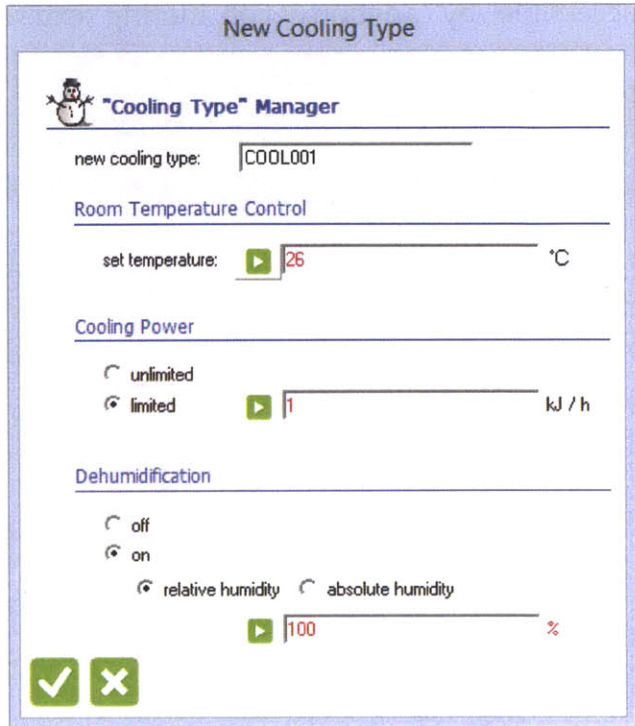 New Cooling Type
"Cooling Type" Manager
new cooling type: COOL001
Room Temperature Control
set temperature: 26 °C
Cooling Power
unlimited
limited 1 kJ / h
Dehumidification
off
on
relative humidity absolute humidity
100 %